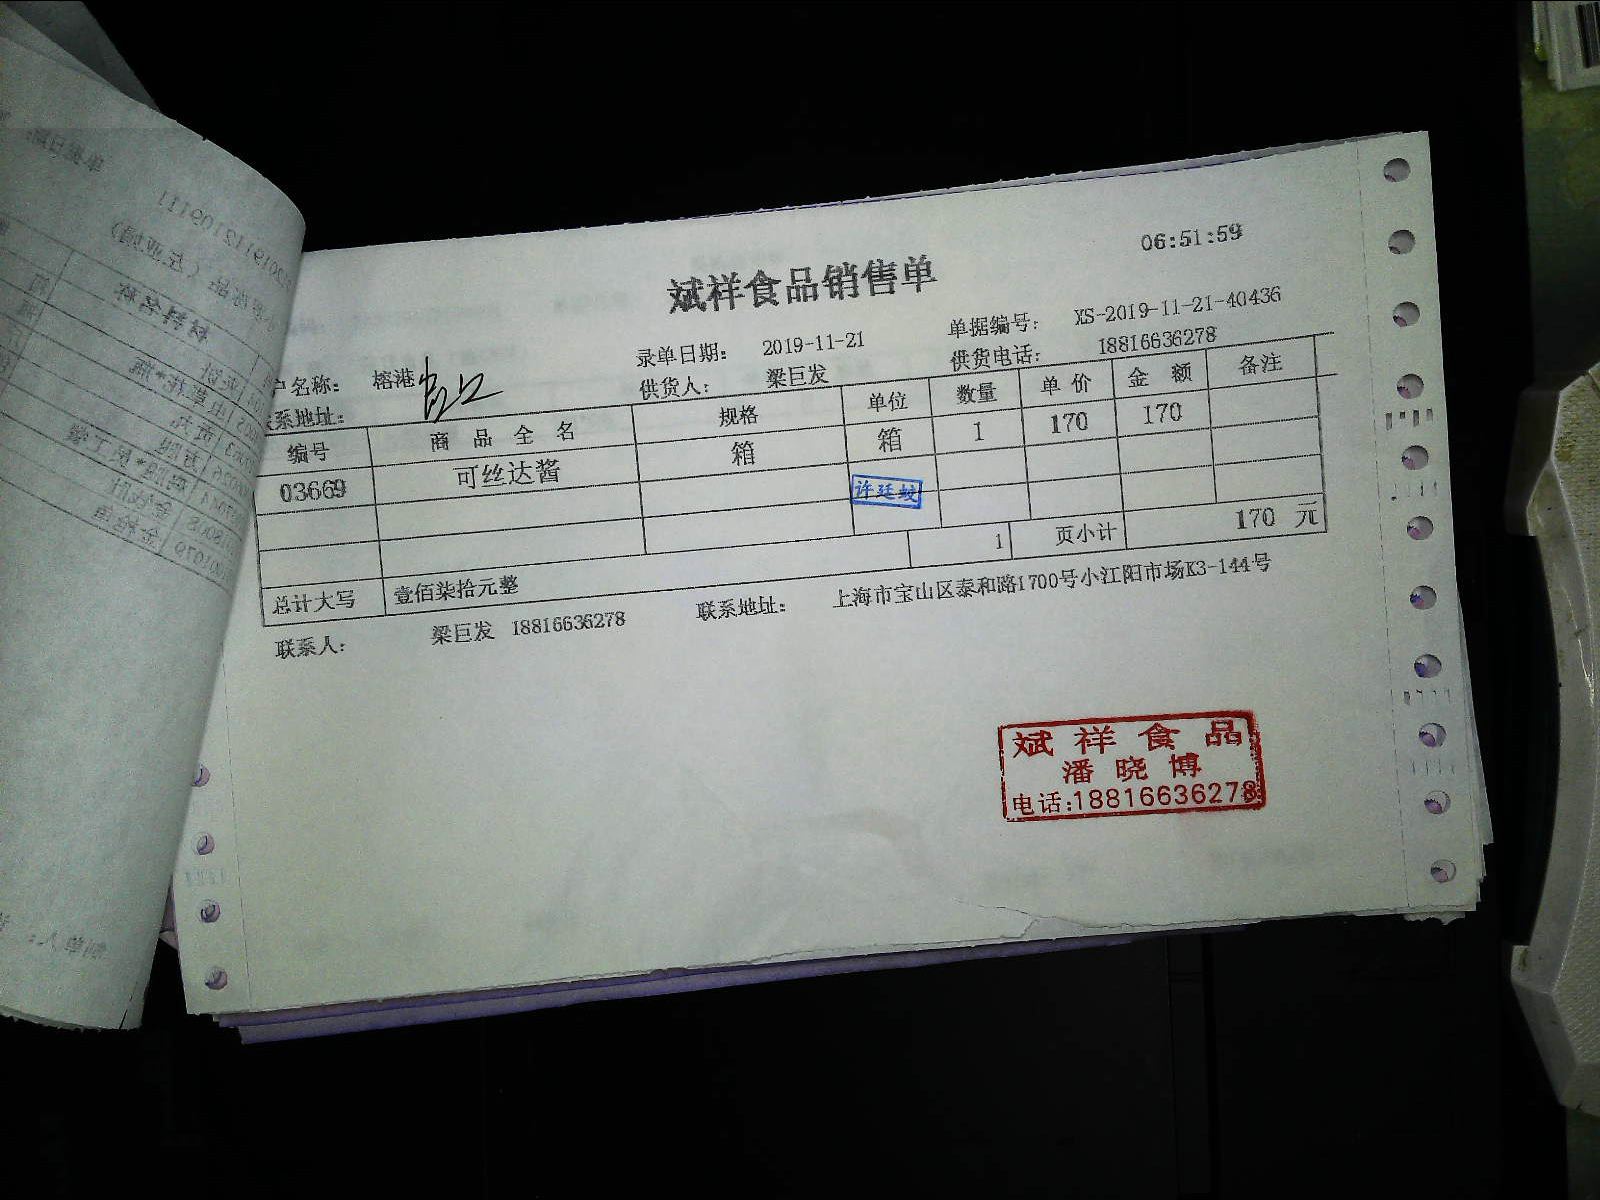 06:51:59
斌祥食品销售单
户名称: 榕港 录单日期: 2019-11-21 单据编号: XS-2019-11-21-40436
联系地址: 供货人: 梁巨发 供货电话: 18816636278
编号 商品全名 规格 单位 数量 单价 金额 备注
03669 可丝达酱 箱 箱 1 170 170
许廷蛟
1 页小计 170 元
总计大写 壹佰柒拾元整
联系人: 梁巨发 18816636278 联系地址: 上海市宝山区泰和路1700号小江阳市场K3-144号
斌祥食品
潘晓博
电话:18816636278